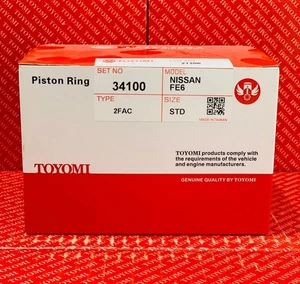 Piston Ring
SET NO
34100
MODEL
NISSAN
FE6
TYPE
2FAC
SIZE
STD
MADE IN TAIWAN
TOYOMI
TOYOMI products comply with
the requirements of the vehicle
and engine manufacturers.
GENUINE QUALITY BY TOYOMI